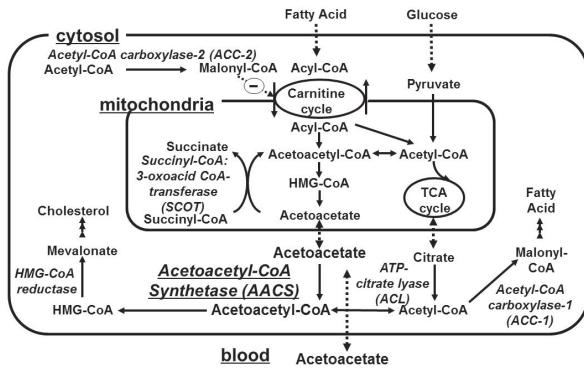 Fatty Acid
Glucose
cytosol
Acetyl-CoA carboxylase-2 (ACC-2)
Acetyl-CoA
Malonyl-CoA
Acyl-CoA
−
Carnitine
cycle
Pyruvate
mitochondria
Acyl-CoA
Succinate
Acetoacetyl-CoA
Acetyl-CoA
Succinyl-CoA:
3-oxoacid CoA-
transferase
(SCOT)
Succinyl-CoA
HMG-CoA
Acetoacetate
TCA
cycle
Fatty
Acid
Cholesterol
Mevalonate
HMG-CoA
reductase
HMG-CoA
Acetoacetate
Citrate
Malonyl-
CoA
Acetoacetyl-CoA
Synthetase (AACS)
ATP-
citrate lyase
(ACL)
Acetoacetyl-CoA
Acetyl-CoA
Acetyl-CoA
carboxylase-1
(ACC-1)
blood
Acetoacetate